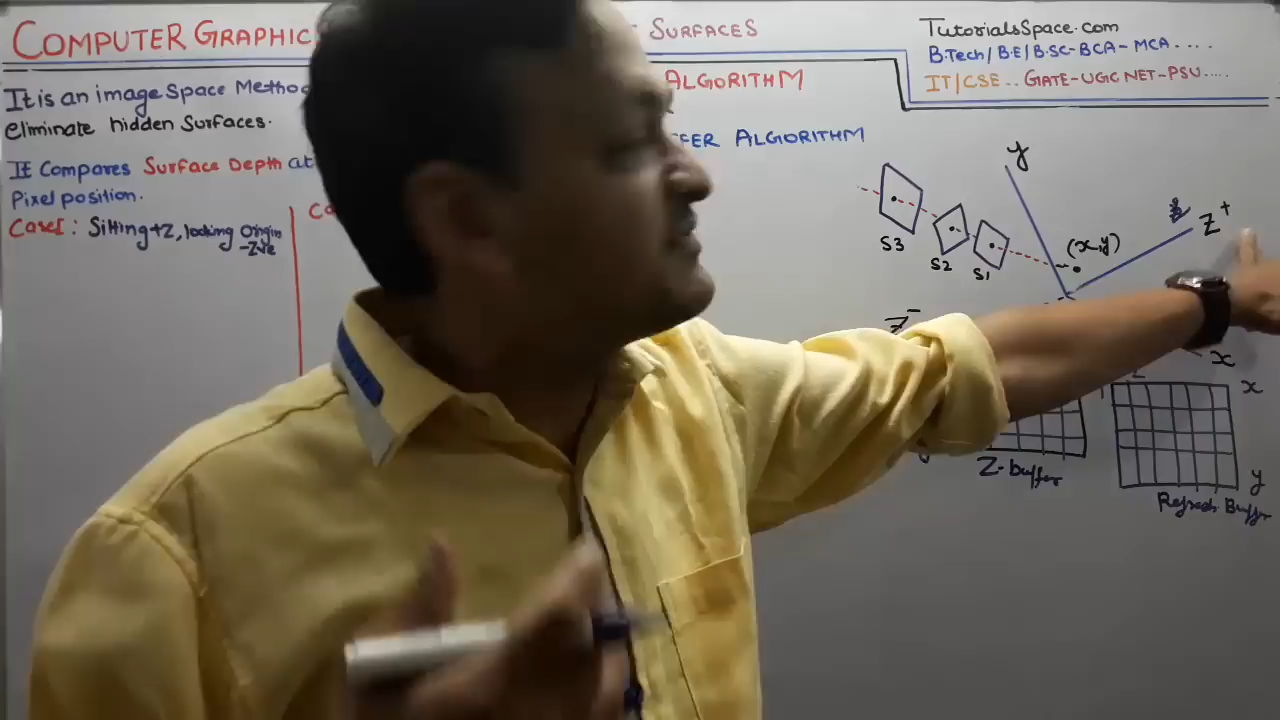 COMPUTER GRAPHIC
SURFACES
TutorialsSpace.com
B.Tech/B.E/B.SC-BCA-MCA....
IT/CSE.. GATE-UGC NET-PSU.....
ALGORITHM
It is an image Space Metho
eliminate hidden Surfaces.
FER ALGORITHM
It Compares Surface Depth at
Pixel position.
Case1: Sitting +Z, looking Origin
-Zve
Ca
y
Z+
(x,y)
S3
S2
S1
Z-
x
x
y
Z-buffer
y
Refresh Buffer